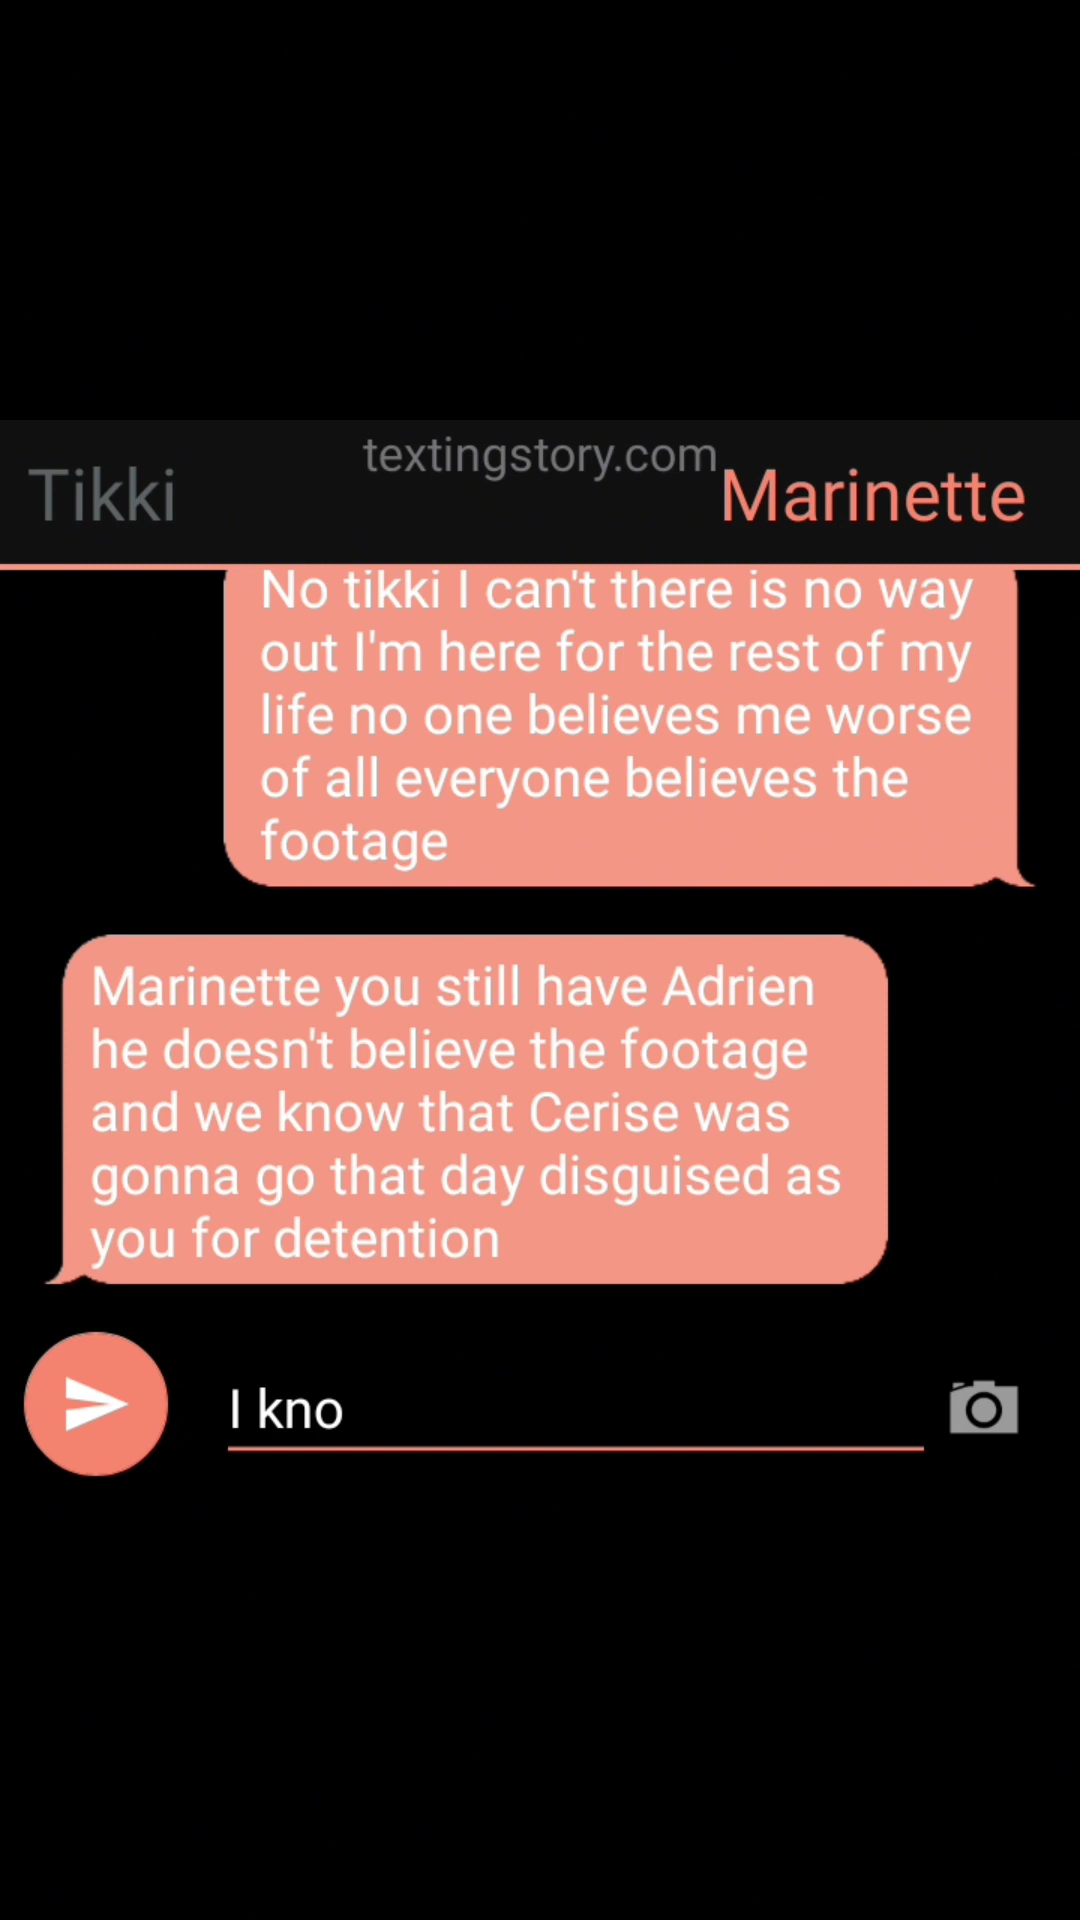 textingstory.com
Tikki
Marinette
No tikki I can't there is no way
out I'm here for the rest of my
life no one believes me worse
of all everyone believes the
footage
Marinette you still have Adrien
he doesn't believe the footage
and we know that Cerise was
gonna go that day disguised as
you for detention
I kno